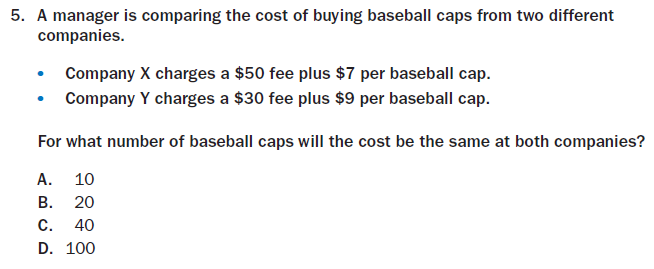 5. A manager is comparing the cost of buying baseball caps from two different
companies.
• Company X charges a $50 fee plus $7 per baseball cap.
• Company Y charges a $30 fee plus $9 per baseball cap.
For what number of baseball caps will the cost be the same at both companies?
A. 10
B. 20
C. 40
D. 100